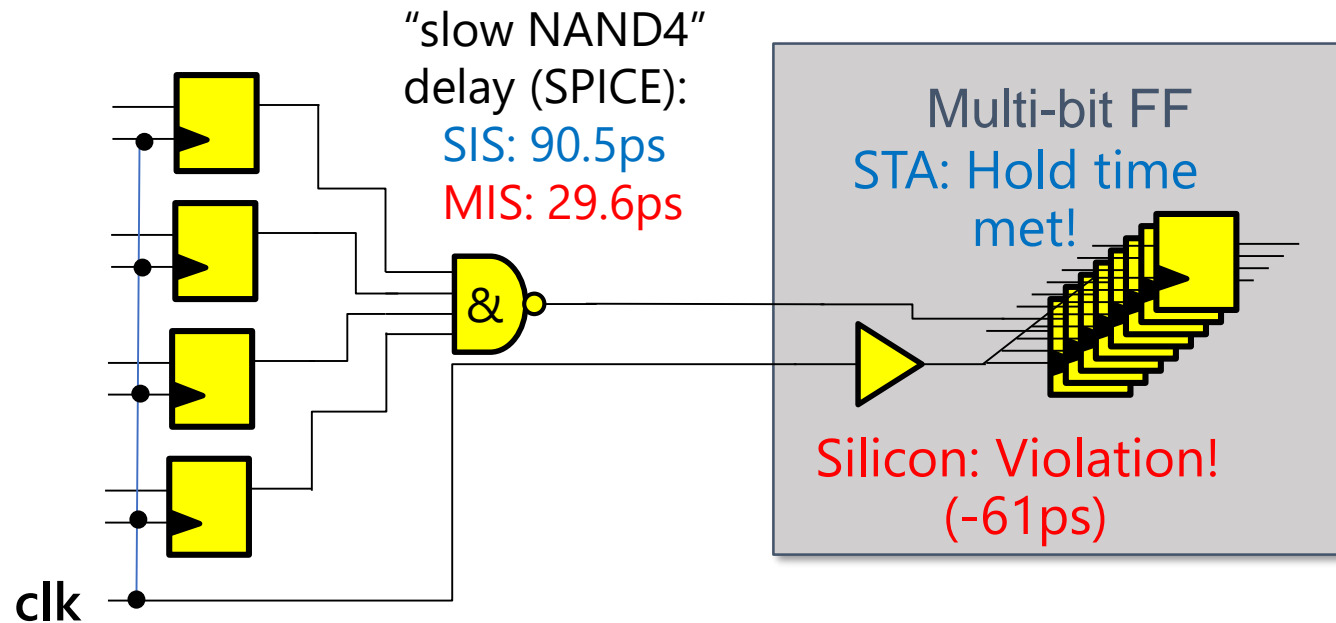 “slow NAND4”
delay (SPICE):
SIS: 90.5ps
MIS: 29.6ps
&
Multi-bit FF
STA: Hold time
met!
Silicon: Violation!
(-61ps)
clk